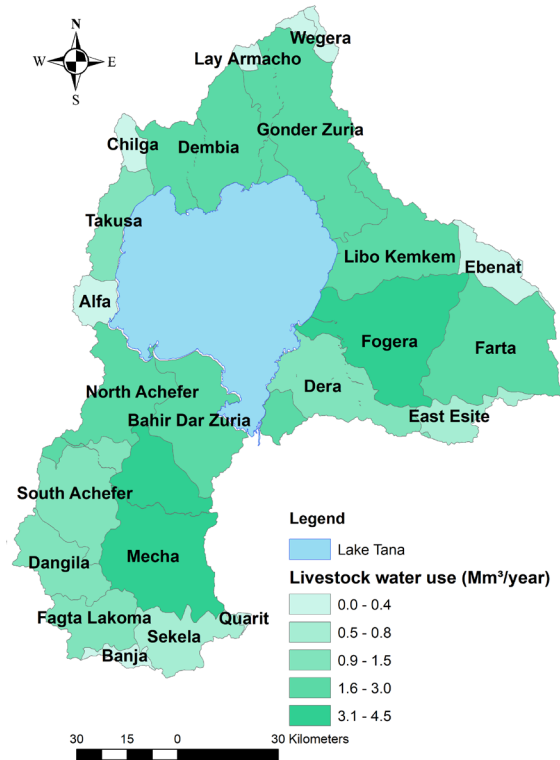 N
W E
S
Wegera
Lay Armacho
Gonder Zuria
Chilga
Dembia
Takusa
Libo Kemkem
Ebenat
Alfa
Fogera
Farta
North Achefer
Dera
Bahir Dar Zuria
East Esite
South Achefer
Legend
Lake Tana
Mecha
Dangila
Livestock water use (Mm³/year)
0.0 - 0.4
Fagta Lakoma
Quarit
0.5 - 0.8
Sekela
0.9 - 1.5
Banja
1.6 - 3.0
3.1 - 4.5
30 15 0 30 Kilometers